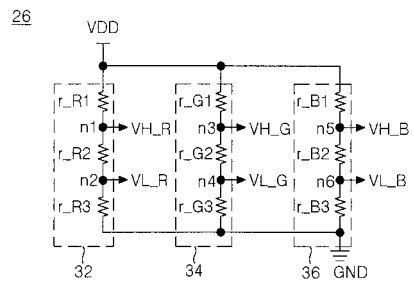 26
VDD
r_R1 r_G1 r_B1
n1 VH_R n3 VH_G n5 VH_B
r_R2 r_G2 r_B2
n2 VL_R n4 VL_G n6 VL_B
r_R3 r_G3 r_B3
32 34 36 GND